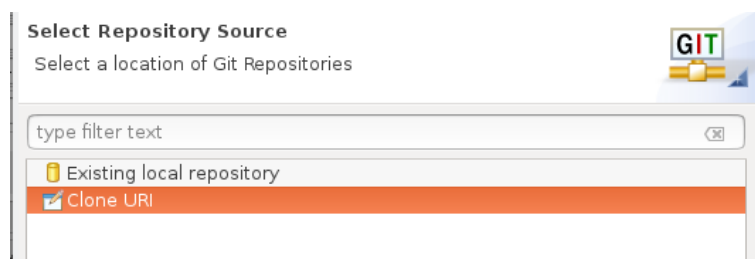 Select Repository Source
Select a location of Git Repositories
GIT
type filter text
Existing local repository
Clone URI